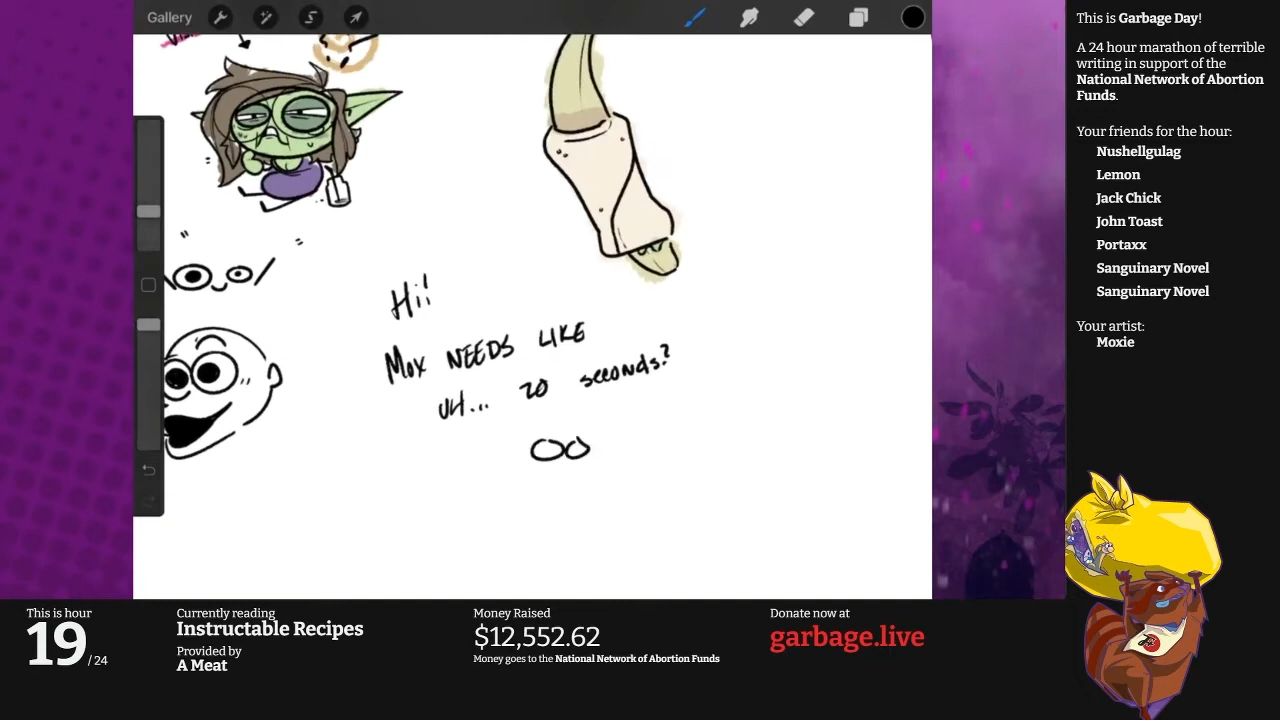 Gallery
Hi!
MOX NEEDS LIKE
UH... 20 seconds?
This is Garbage Day!
A 24 hour marathon of terrible
writing in support of the
National Network of Abortion
Funds.
Your friends for the hour:
Nushellgulag
Lemon
Jack Chick
John Toast
Portaxx
Sanguinary Novel
Sanguinary Novel
Your artist:
Moxie
This is hour
19 / 24
Currently reading
Instructable Recipes
Provided by
A Meat
Money Raised
$12,552.62
Money goes to the National Network of Abortion Funds
Donate now at
garbage.live